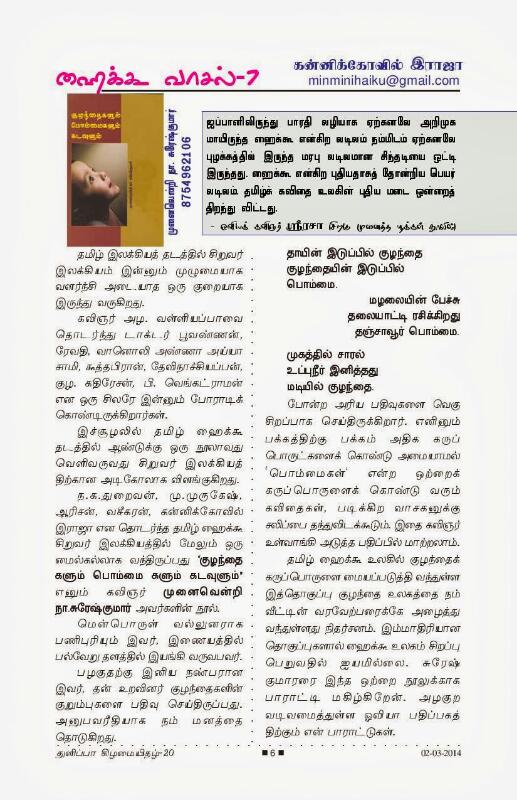 ஹைக்கூ வாசல்-7
கன்னிக்கோவில் இராஜா
minminihaiku@gmail.com
குழந்தைகளும்
பொம்மைகளும்
கடவுளும்
முனைவென்றி நா. சுரேஷ்குமார்
8754962106
ஜப்பானிலிருந்து பாரதி வழியாக ஏற்கனவே அறிமுக
மாயிருந்த ஹைக்கூ என்கிற வடிவம் நம்மிடம் ஏற்கனவே
புழக்கத்தில் இருந்த மரபு வடிவமான சிந்தடியை ஒட்டி
இருந்தது. ஹைக்கூ என்கிற புதியதாகத் தோன்றிய பெயர்
வடிவம். தமிழ்க் கவிதை உலகின் புதிய மடை ஒன்றைத்
திறந்து விட்டது.
- ஓவியக் கவிஞர் ஸ்ரீரசா
தமிழ் இலக்கியத் தடத்தில் சிறுவர்
இலக்கியம் இன்னும் முழுமையாக
வளர்ந்சி அடையாத ஒரு குறையாக
இருந்து வருகிறது.
கவிஞர் அழ. வள்ளியப்பாவை
தொடர்ந்து டாக்டர் பூவண்ணன்,
ரேவதி, வானொலி அண்ணா அய்யா
சாமி, கூத்தபிரான், தேவிநாச்சியப்பன்,
குழ. கதிரேசன், பி. வெங்கட்ராமன்
என ஒரு சிலரே இன்னும் போராடிக்
கொண்டிருக்கிறார்கள்.
இச்சூழலில் தமிழ் ஹைக்கூ
தடத்தில் ஆண்டுக்கு ஒரு நூலாவது
வெளிவருவது சிறுவர் இலக்கியத்
திற்கான அடிகோலாக விளங்குகிறது.
ந.க.துறைவன், மு.முருகேஷ்,
ஆரிசன், வசீகரன், கன்னிக்கோவில்
இராஜா என தொடர்ந்த தமிழ் ஹைக்கூ
சிறுவர் இலக்கியத்தில் மேலும் ஒரு
மைல்கல்லாக வந்திருப்பது "குழந்தை
களும் பொம்மை களும் கடவுளும்"
எனும் கவிஞர் முனைவென்றி
நா.சுரேஷ்குமார் அவர்களின் நூல்.
மென்பொருள் வல்லுனராக
பணிபுரியும் இவர். இணையத்தில்
பல்வேறு தளத்தில் இயங்கி வருபவர்.
பழகுதற்கு இனிய நண்பரான
இவர், தன் உறவினர் குழந்தைகளின்
குறும்புகளை பதிவு செய்திருப்பது.
அனுபவரீதியாக நம் மனத்தை
தொடுகிறது.
தாயின் இடுப்பில் குழந்தை
குழந்தையின் இடுப்பில்
பொம்மை.
மழலையின் பேச்சு
தலையாட்டி ரசிக்கிறது
தஞ்சாவூர் பொம்மை.
முகத்தில் சாரல்
உப்புநீர் இனித்தது
மடியில் குழந்தை.
போன்ற அரிய பதிவுகளை வெகு
சிறப்பாக செய்திருக்கிறார். எனினும்
பக்கத்திற்கு பக்கம் அதிக கருப்
பொருட்களைக் கொண்டு அமையாமல்
'பொம்மைகள்' என்ற ஒற்றைக்
கருப்பொருளைக் கொண்டு வரும்
கவிதைகள், படிக்கிற வாசகனுக்கு
சலிப்பை தந்துவிடக்கூடும். இதை கவிஞர்
உள்வாங்கி அடுத்த பதிப்பில் மாற்றலாம்.
தமிழ் ஹைக்கூ உலகில் குழந்தைக்
கருப்பொருளை மையப்படுத்தி வந்துள்ள
இத்தொகுப்பு குழந்தை உலகத்தை நம்
வீட்டின் வரவேற்பரைக்கே அழைத்து
வந்துள்ளது நிதர்சனம். இம்மாதிரியான
தொகுப்புகளால் ஹைக்கூ உலகம் சிறப்பு
பெறுவதில் ஐயமில்லை. சுரேஷ்
குமாரரை இந்த ஒற்றை நூலுக்காக
பாராட்டி மகிழ்கிறேன். அழகுற
வடிவமைத்துள்ள ஓவியா பதிப்பகத்
திற்கும் என் பாராட்டுகள்.
துளிப்பா கிழமையிதழ்-20
6
02-03-2014